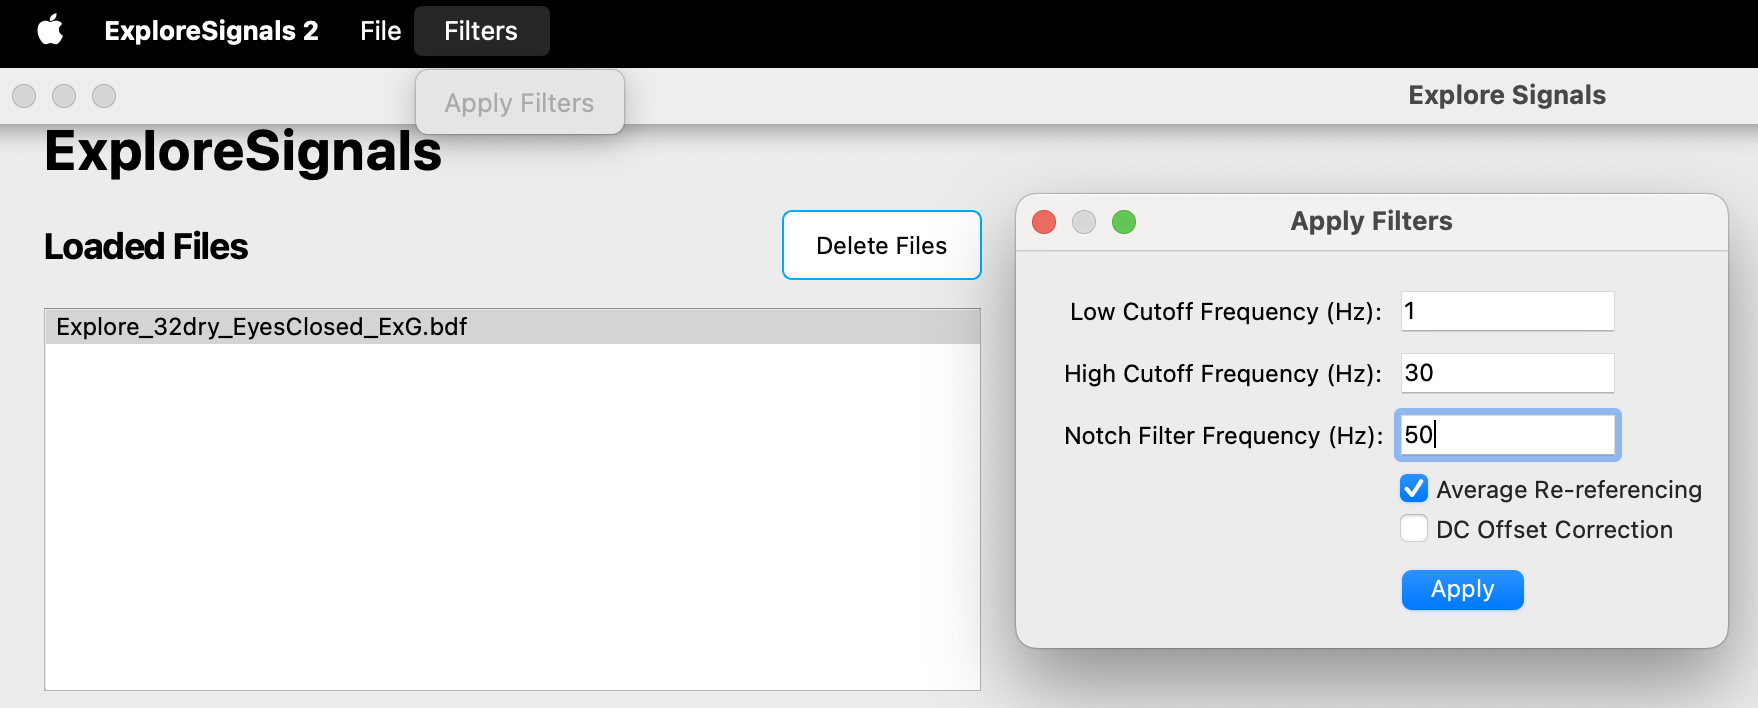 ExploreSignals 2 File Filters
Apply Filters
Explore Signals
ExploreSignals
Loaded Files
Delete Files
Explore_32dry_EyesClosed_ExG.bdf
Apply Filters
Low Cutoff Frequency (Hz): 1
High Cutoff Frequency (Hz): 30
Notch Filter Frequency (Hz): 50
Average Re-referencing
DC Offset Correction
Apply